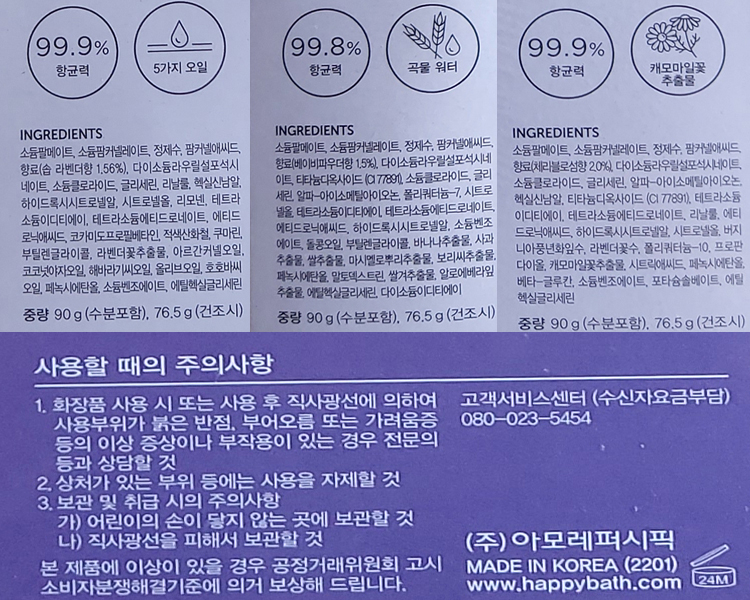 99.9%
항균력
5가지 오일
INGREDIENTS
소듐팔메이트, 소듐팜커넬레이트, 정제수, 팜커넬애씨드,
향료(솝 라벤더향 1.56%), 다이소듐라우릴설포석시
네이트, 소듐클로라이드, 글리세린, 리날룰, 헥실신남알,
하이드록시시트로넬알, 시트로넬올, 리모넨, 테트라
소듐이디티에이, 테트라소듐에티드로네이트, 에티드
로닉애씨드, 코카미도프로필베타인, 적색산화철, 쿠마린,
부틸렌글라이콜, 라벤더꽃추출물, 아르간커넬오일,
코코넛야자오일, 해바라기씨오일, 올리브오일, 호호바씨
오일, 페녹시에탄올, 소듐벤조에이트, 에틸헥실글리세린
중량 90 g (수분포함), 76.5 g (건조시)
99.8%
항균력
곡물 워터
INGREDIENTS
소듐팔메이트, 소듐팜커넬레이트, 정제수, 팜커넬애씨드,
향료(베이비파우더향 1.5%), 다이소듐라우릴설포석시네
이트, 티타늄디옥사이드 (CI 77891), 소듐클로라이드, 글리
세린, 알파-아이소메틸아이오논, 폴리쿼터늄-7, 시트로
넬올, 테트라소듐이디티에이, 테트라소듐에티드로네이트,
에티드로닉애씨드, 하이드록시시트로넬알, 소듐벤조
에이트, 돌콩오일, 부틸렌글라이콜, 바나나추출물, 사과
추출물, 쌀추출물, 마시멜로뿌리추출물, 보리씨추출물,
페녹시에탄올, 말토덱스트린, 쌀겨추출물, 알로에베라잎
추출물, 에틸헥실글리세린, 다이소듐이디티에이
중량 90 g (수분포함), 76.5 g (건조시)
99.9%
항균력
캐모마일꽃
추출물
INGREDIENTS
소듐팔메이트, 소듐팜커넬레이트, 정제수, 팜커넬애씨드,
향료(체리블로섬향 2.0%), 다이소듐라우릴설포석시네이트,
소듐클로라이드, 글리세린, 알파-아이소메틸아이오논,
헥실신남알, 티타늄디옥사이드 (CI 77891), 테트라소듐
이디티에이, 테트라소듐에티드로네이트, 리날룰, 에티
드로닉애씨드, 하이드록시시트로넬알, 시트로넬올, 버지
니아풍년화잎수, 라벤더꽃수, 폴리쿼터늄-10, 프로판
다이올, 캐모마일꽃추출물, 시트릭애씨드, 페녹시에탄올,
베타-글루칸, 소듐벤조에이트, 포타슘솔베이트, 에틸
헥실글리세린
중량 90 g (수분포함), 76.5 g (건조시)
사용할 때의 주의사항
1. 화장품 사용 시 또는 사용 후 직사광선에 의하여
사용부위가 붉은 반점, 부어오름 또는 가려움증
등의 이상 증상이나 부작용이 있는 경우 전문의
등과 상담할 것
2. 상처가 있는 부위 등에는 사용을 자제할 것
3. 보관 및 취급 시의 주의사항
가) 어린이의 손이 닿지 않는 곳에 보관할 것
나) 직사광선을 피해서 보관할 것
본 제품에 이상이 있을 경우 공정거래위원회 고시
소비자분쟁해결기준에 의거 보상해 드립니다.
고객서비스센터 (수신자요금부담)
080-023-5454
(주)아모레퍼시픽
MADE IN KOREA (2201)
www.happybath.com
24M